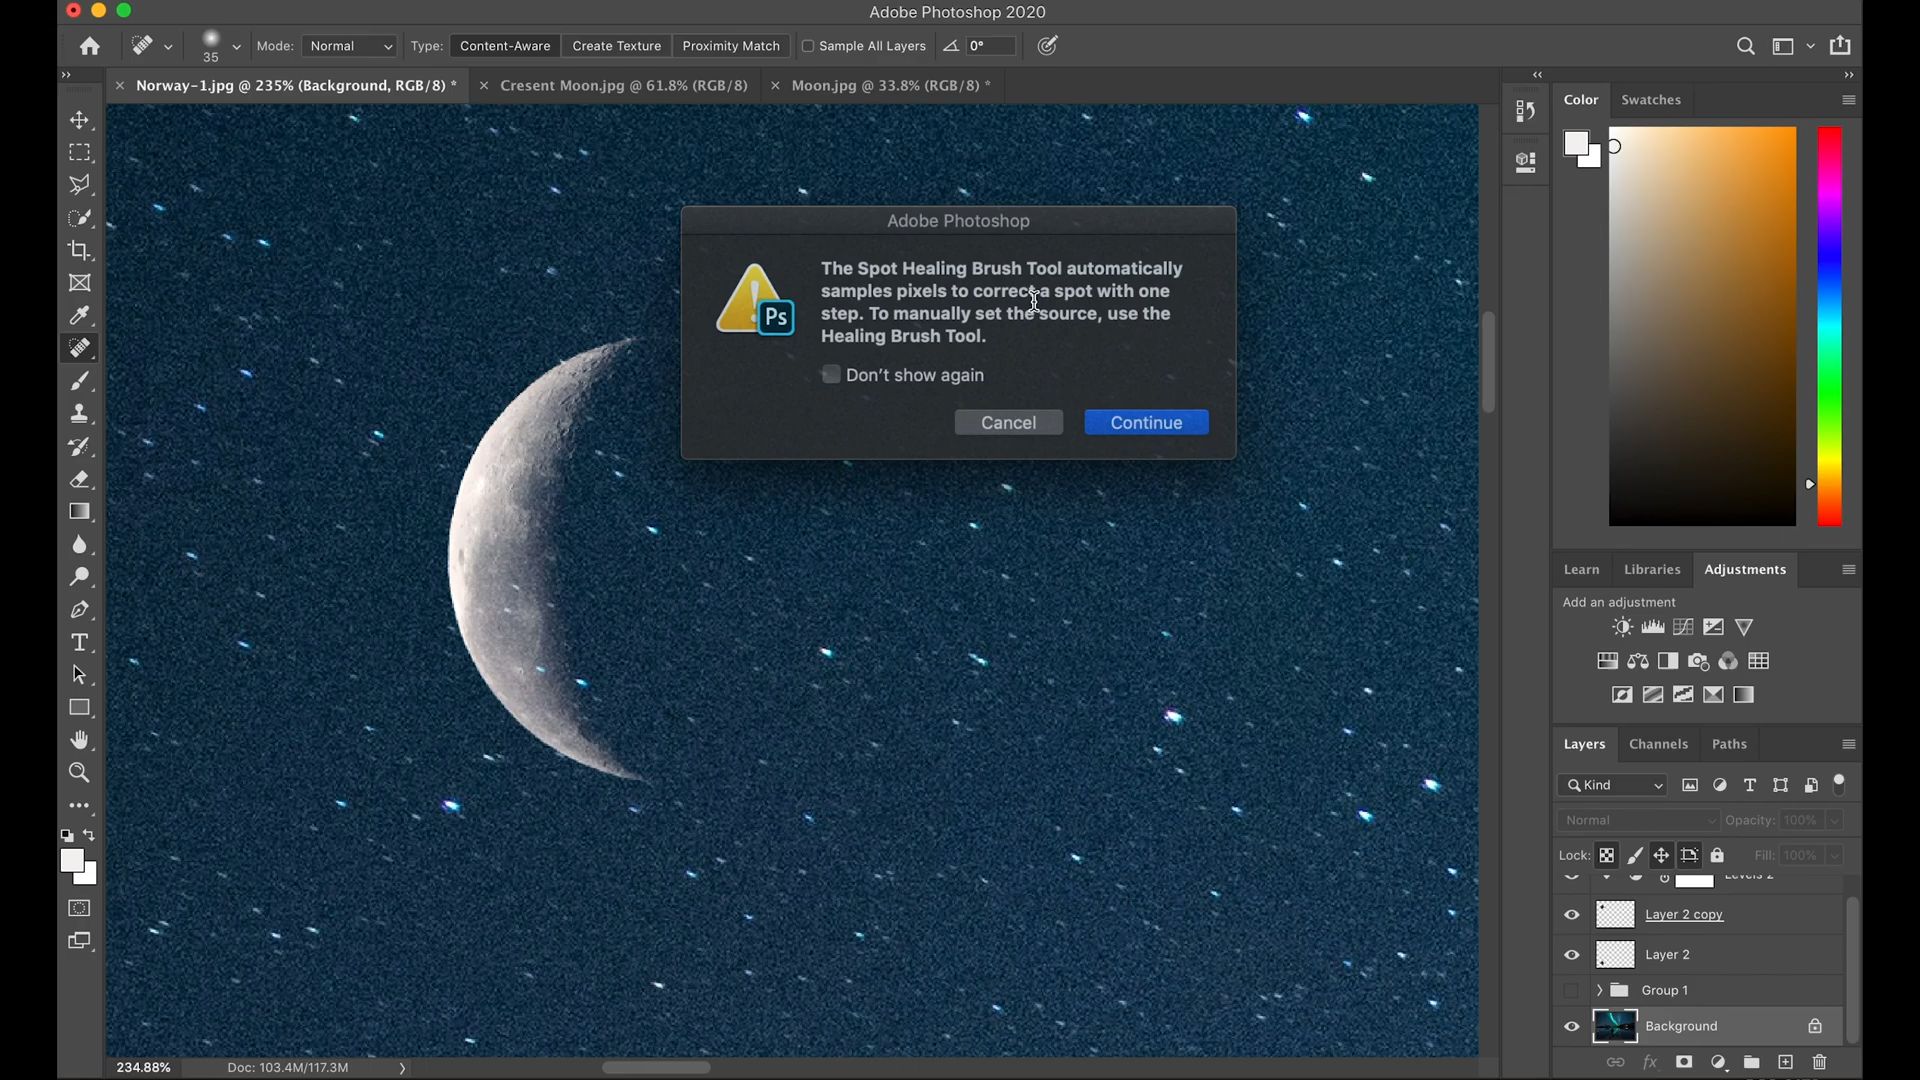 Adobe Photoshop 2020
35
Mode: Normal
Type: Content-Aware Create Texture Proximity Match
Sample All Layers
0°
Norway-1.jpg @ 235% (Background, RGB/8) *
Cresent Moon.jpg @ 61.8% (RGB/8)
Moon.jpg @ 33.8% (RGB/8) *
Adobe Photoshop
The Spot Healing Brush Tool automatically
samples pixels to correct a spot with one
step. To manually set the source, use the
Healing Brush Tool.
Ps
Don't show again
Cancel Continue
Color Swatches
Learn Libraries Adjustments
Add an adjustment
Layers Channels Paths
Kind
Normal Opacity: 100%
Lock: Fill: 100%
Levels 2
Layer 2 copy
Layer 2
Group 1
Background
fx
234.88% Doc: 103.4M/117.3M